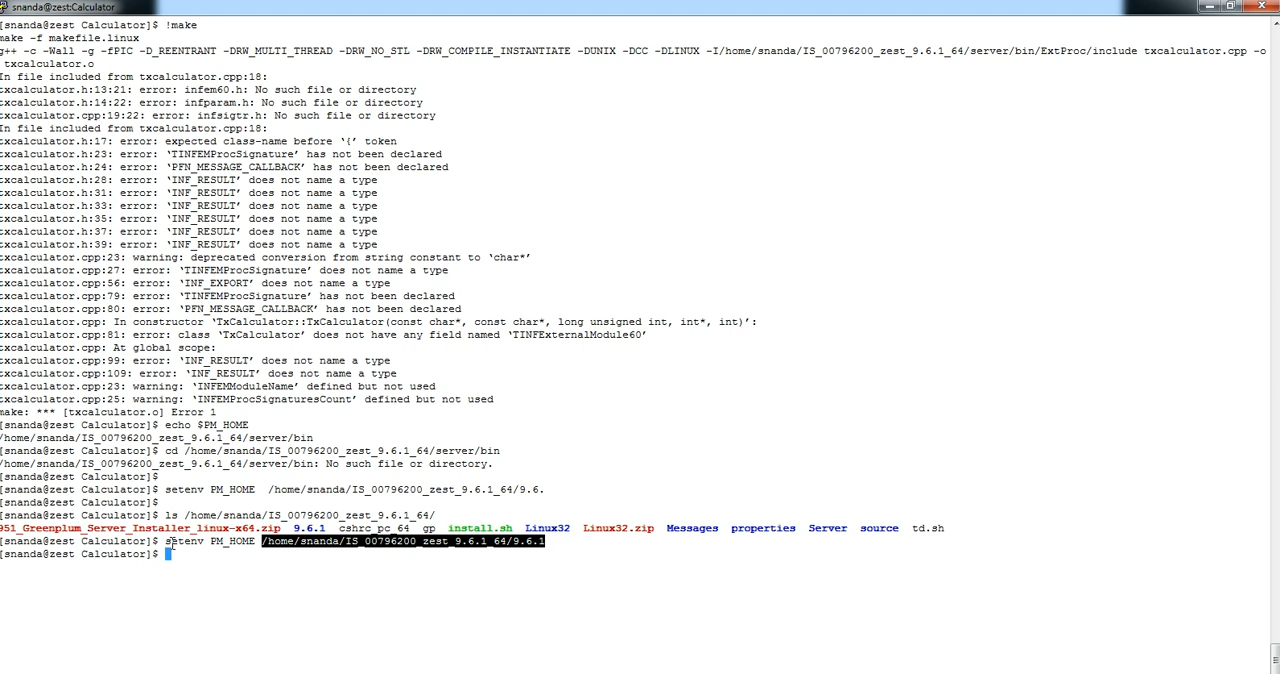 snanda@zest:Calculator
[snanda@zest Calculator]$ !make
make -f makefile.linux
g++ -c -Wall -g -fPIC -D_REENTRANT -DRW_MULTI_THREAD -DRW_NO_STL -DRW_COMPILE_INSTANTIATE -DUNIX -DCC -DLINUX -I/home/snanda/IS_00796200_zest_9.6.1_64/server/bin/ExtProc/include txcalculator.cpp -o
txcalculator.o
In file included from txcalculator.cpp:18:
txcalculator.h:13:21: error: infem60.h: No such file or directory
txcalculator.h:14:22: error: infparam.h: No such file or directory
txcalculator.cpp:19:22: error: infsigtr.h: No such file or directory
In file included from txcalculator.cpp:18:
txcalculator.h:17: error: expected class-name before ‘{’ token
txcalculator.h:23: error: ‘TINFEMProcSignature’ has not been declared
txcalculator.h:24: error: ‘PFN_MESSAGE_CALLBACK’ has not been declared
txcalculator.h:28: error: ‘INF_RESULT’ does not name a type
txcalculator.h:31: error: ‘INF_RESULT’ does not name a type
txcalculator.h:33: error: ‘INF_RESULT’ does not name a type
txcalculator.h:35: error: ‘INF_RESULT’ does not name a type
txcalculator.h:37: error: ‘INF_RESULT’ does not name a type
txcalculator.h:39: error: ‘INF_RESULT’ does not name a type
txcalculator.cpp:23: warning: deprecated conversion from string constant to ‘char*’
txcalculator.cpp:27: error: ‘TINFEMProcSignature’ does not name a type
txcalculator.cpp:56: error: ‘INF_EXPORT’ does not name a type
txcalculator.cpp:79: error: ‘TINFEMProcSignature’ has not been declared
txcalculator.cpp:80: error: ‘PFN_MESSAGE_CALLBACK’ has not been declared
txcalculator.cpp: In constructor ‘TxCalculator::TxCalculator(const char*, const char*, long unsigned int, int*, int)’:
txcalculator.cpp:81: error: class ‘TxCalculator’ does not have any field named ‘TINFExternalModule60’
txcalculator.cpp: At global scope:
txcalculator.cpp:99: error: ‘INF_RESULT’ does not name a type
txcalculator.cpp:109: error: ‘INF_RESULT’ does not name a type
txcalculator.cpp:23: warning: ‘INFEMModuleName’ defined but not used
txcalculator.cpp:25: warning: ‘INFEMProcSignaturesCount’ defined but not used
make: *** [txcalculator.o] Error 1
[snanda@zest Calculator]$ echo $PM_HOME
/home/snanda/IS_00796200_zest_9.6.1_64/server/bin
[snanda@zest Calculator]$ cd /home/snanda/IS_00796200_zest_9.6.1_64/server/bin
/home/snanda/IS_00796200_zest_9.6.1_64/server/bin: No such file or directory.
[snanda@zest Calculator]$
[snanda@zest Calculator]$ setenv PM_HOME  /home/snanda/IS_00796200_zest_9.6.1_64/9.6.
[snanda@zest Calculator]$
[snanda@zest Calculator]$ ls /home/snanda/IS_00796200_zest_9.6.1_64/
951_Greenplum_Server_Installer_linux-x64.zip  9.6.1  cshrc_pc_64  gp  install.sh  Linux32  Linux32.zip  Messages  properties  Server  source  td.sh
[snanda@zest Calculator]$ setenv PM_HOME /home/snanda/IS_00796200_zest_9.6.1_64/9.6.1
[snanda@zest Calculator]$